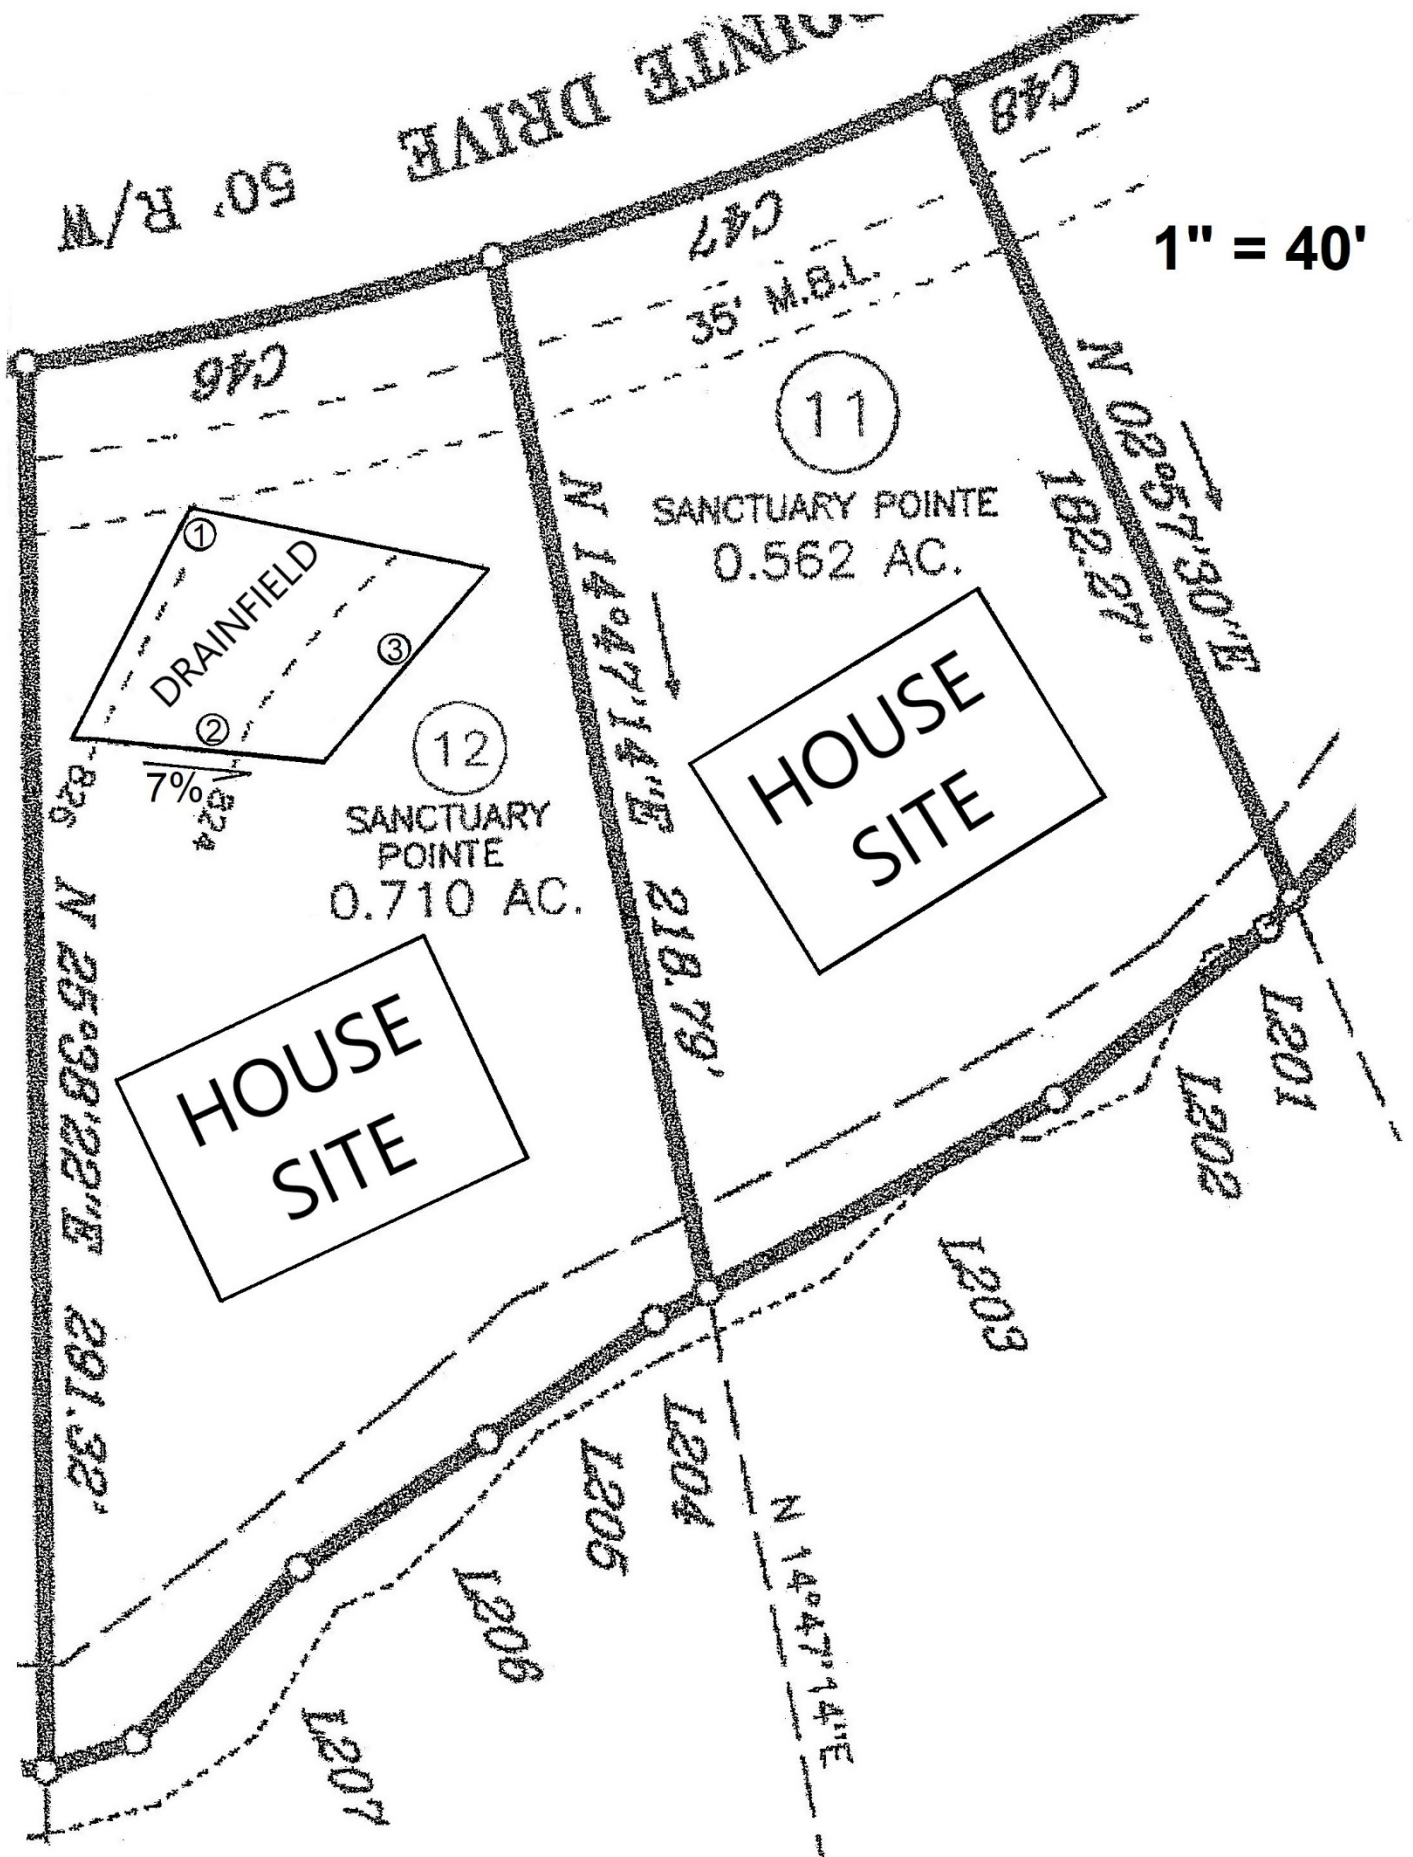 OINTE DRIVE
50' R/W
C48
C47
1" = 40'
35' M.B.L.
C46
11
SANCTUARY POINTE
0.562 AC.
N 02°57'30"E
182.27'
N 14°47'14"E 218.79'
1
DRAINFIELD
3
2
7%
826
824
12
SANCTUARY
POINTE
0.710 AC.
HOUSE
SITE
N 25°38'22"E 291.32'
HOUSE
SITE
L201
L202
L203
L204
L205
L206
L207
N 14°47'14"E